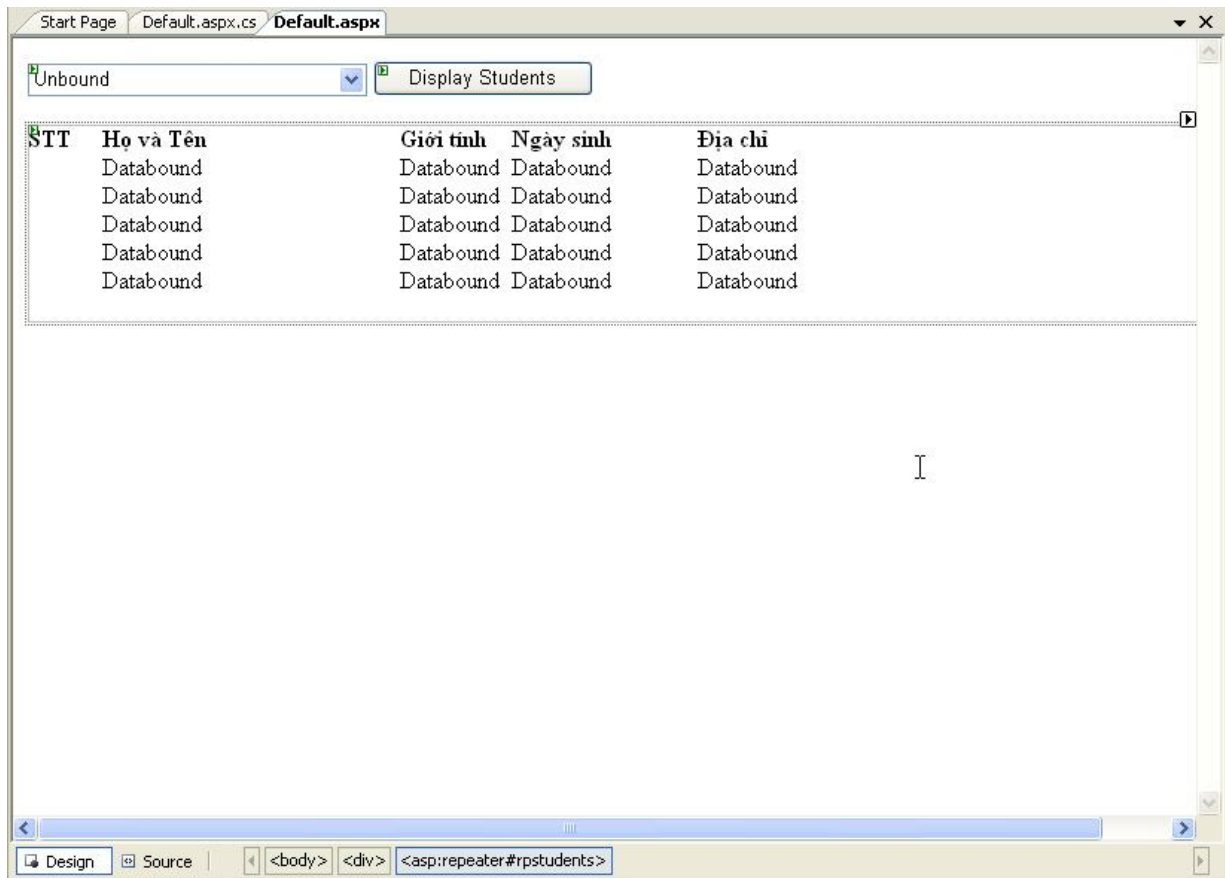 Start Page Default.aspx.cs Default.aspx
Unbound Display Students
STT Họ và Tên Giới tính Ngày sinh Địa chỉ
Databound Databound Databound Databound
Databound Databound Databound Databound
Databound Databound Databound Databound
Databound Databound Databound Databound
Databound Databound Databound Databound
Design Source <body> <div> <asp:repeater#rpstudents>